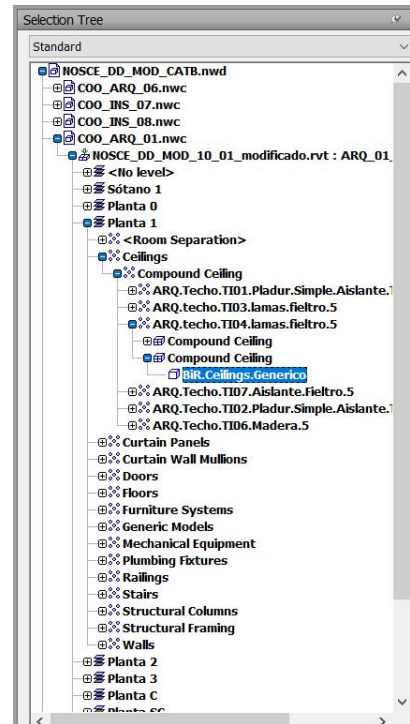 Selection Tree
Standard
NOSCE_DD_MOD_CATB.nwd
COO_ARQ_06.nwc
COO_INS_07.nwc
COO_INS_08.nwc
COO_ARQ_01.nwc
NOSCE_DD_MOD_10_01_modificado.rvt : ARQ_01_
<No level>
Sótano 1
Planta 0
Planta 1
<Room Separation>
Ceilings
Compound Ceiling
ARQ.Techo.TI01.Pladur.Simple.Aislante.
ARQ.techo.TI03.lamas.fieltro.5
ARQ.techo.TI04.lamas.fieltro.5
Compound Ceiling
Compound Ceiling
BiR.Ceilings.Generico
ARQ.Techo.TI07.Aislante.Fieltro.5
ARQ.Techo.TI02.Pladur.Simple.Aislante.
ARQ.Techo.TI06.Madera.5
Curtain Panels
Curtain Wall Mullions
Doors
Floors
Furniture Systems
Generic Models
Mechanical Equipment
Plumbing Fixtures
Railings
Stairs
Structural Columns
Structural Framing
Walls
Planta 2
Planta 3
Planta C
Planta SC